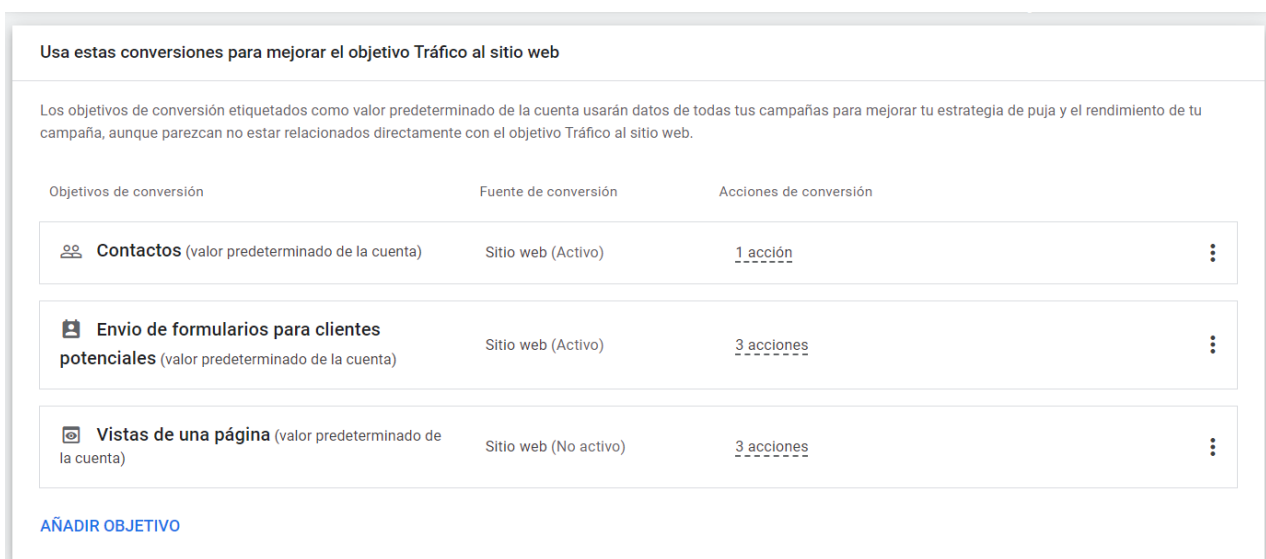 Usa estas conversiones para mejorar el objetivo Tráfico al sitio web
Los objetivos de conversión etiquetados como valor predeterminado de la cuenta usarán datos de todas tus campañas para mejorar tu estrategia de puja y el rendimiento de tu
campaña, aunque parezcan no estar relacionados directamente con el objetivo Tráfico al sitio web.
Objetivos de conversión Fuente de conversión Acciones de conversión
Contactos (valor predeterminado de la cuenta) Sitio web (Activo) 1 acción
Envio de formularios para clientes
potenciales (valor predeterminado de la cuenta) Sitio web (Activo) 3 acciones
Vistas de una página (valor predeterminado de
la cuenta) Sitio web (No activo) 3 acciones
AÑADIR OBJETIVO